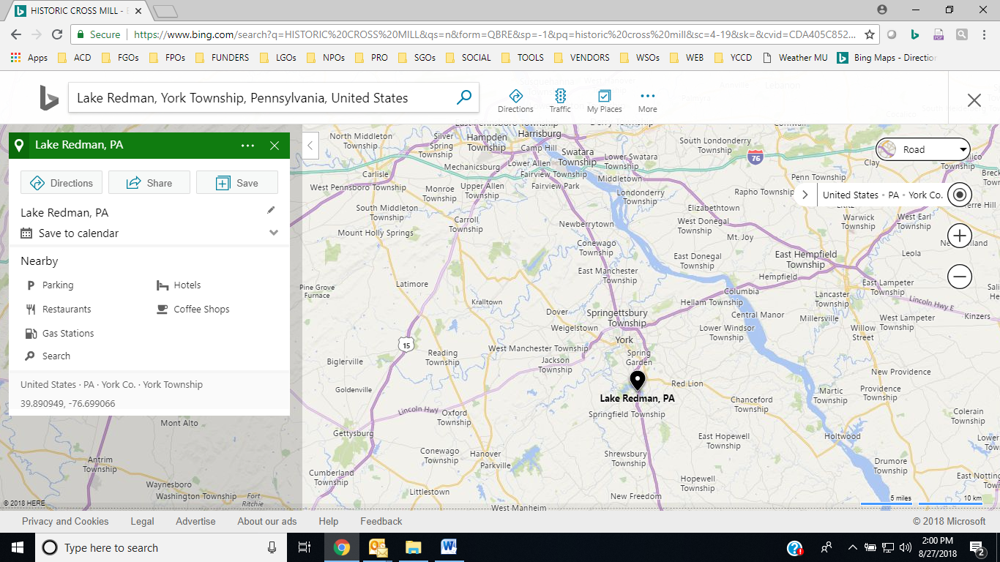 HISTORIC CROSS MILL -
Secure
https://www.bing.com/search?q=HISTORIC%20CROSS%20MILL&qs=n&form=QBRE&sp=-1&pq=historic%20cross%20mill&sc=4-19&sk=&cvid=CDA405C852...
Apps ACD FGOs FPOs FUNDERS LGOs NPOs PRO SGOs SOCIAL TOOLS VENDORS WSOs WEB YCCD Weather MU Bing Maps - Directio
Lake Redman, York Township, Pennsylvania, United States
Directions Traffic My Places More
Lake Redman, PA
Directions Share Save
Lake Redman, PA
Save to calendar
Nearby
Parking Hotels
Restaurants Coffee Shops
Gas Stations
Search
United States · PA · York Co. · York Township
39.890949, -76.699066
Road
United States · PA · York Co.
North Middleton
Township
Silver
Spring
Township
Hampden
Township
Harrisburg
Camp Hill
Swatara
Township
South Londonderry
Township
76
Clay
Carlisle
Mechanicsburg
Lower Allen
Fairview Township
Lower Swatara
Township
Middletown
Penn Township
West Pennsboro Township
Monroe
Township
Upper Allen
Township
Fairview Park
Londonderry
Township
Rapho Township
South Middleton
Township
Carroll
Township
Newberrytown
Elizabethtown
West Donegal
Township
Warwick
Township
West Earl
Township
Mount Holly Springs
Conewago
Township
Mt. Joy
East Donegal
Township
East Hempfield
Township
Leola
Hempfield
Pine Grove
Furnace
Latimore
East Manchester
Township
Columbia
East Lampeter
Township
Kralltown
Dover
Hellam Township
Lancaster
Township
Lincoln Hwy E
Springettsbury
Township
Central Manor
Millersville
West Lampeter
Township
Kinzers
Weigelstown
York
Lower Windsor
Township
Willow
Street
15
West Manchester Township
Reading
Township
Jackson
Township
Spring
Garden
Biglerville
New Providence
Goldenville
Red Lion
Lake Redman, PA
Martic
Township
Providence
Township
Lincoln Hwy
Oxford
Township
Springfield Township
Chanceford
Township
Colerain
Township
Mont Alto
Gettysburg
East Hopewell
Township
Holtwood
Conewago
Township
Hanover
Parkville
Shrewsbury
Township
Drumore
Township
Antrim
Township
Cumberland
Township
Hopewell
Township
Waynesboro
Washington Township
Littlestown
New Freedom
Fort
Ritchie
West Manheim
© 2018 HERE
5 miles 10 km
Privacy and Cookies Legal Advertise About our ads Help Feedback
© 2018 Microsoft
Type here to search
2:00 PM
8/27/2018
2